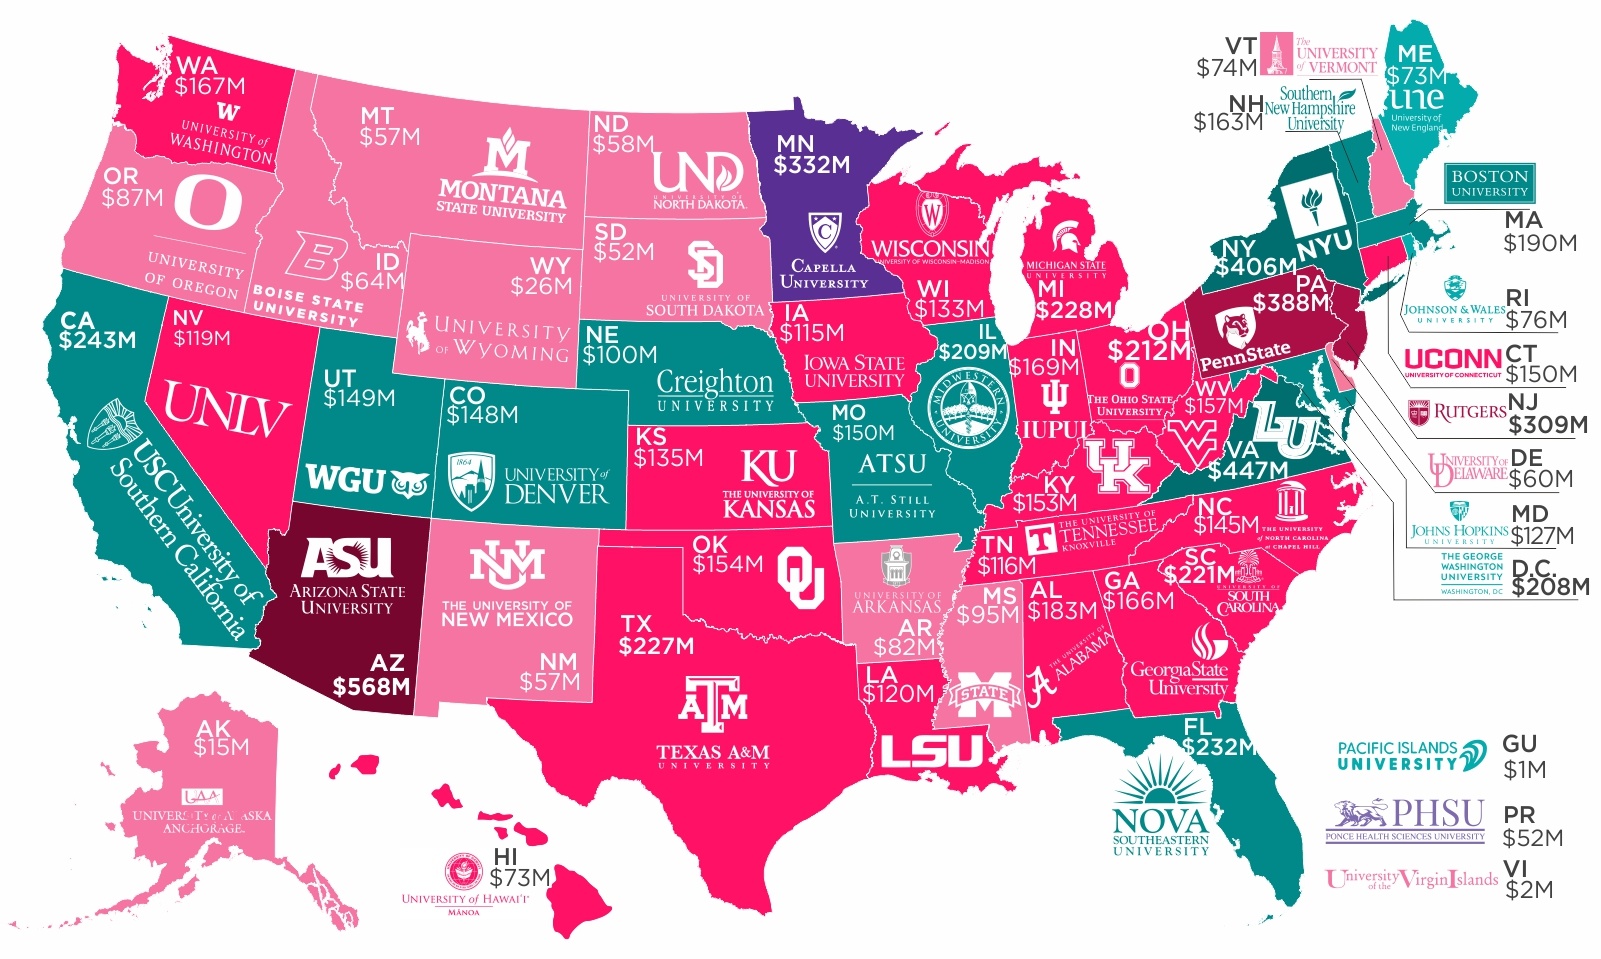 WA
$167M
W
UNIVERSITY of
WASHINGTON
OR
$87M
O
UNIVERSITY
OF OREGON
B
ID
$64M
BOISE STATE
UNIVERSITY
MT
$57M
M
MONTANA
STATE UNIVERSITY
WY
$26M
UNIVERSITY
OF WYOMING
ND
$58M
UND
UNIVERSITY OF
NORTH DAKOTA
SD
$52M
SD
UNIVERSITY OF
SOUTH DAKOTA
MN
$332M
C
CAPELLA
UNIVERSITY
W
WISCONSIN
UNIVERSITY OF WISCONSIN-MADISON
WI
$133M
MICHIGAN STATE
UNIVERSITY
MI
$228M
CA
$243M
USC University of
Southern California
NV
$119M
UNLV
UT
$149M
WGU
CO
$148M
1864
UNIVERSITY of
DENVER
NE
$100M
Creighton
UNIVERSITY
KS
$135M
KU
THE UNIVERSITY OF
KANSAS
IA
$115M
IOWA STATE
UNIVERSITY
MO
$150M
ATSU
A.T. STILL
UNIVERSITY
IL
$209M
MIDWESTERN
UNIVERSITY
IN
$169M
IUPUI
OH
$212M
O
THE OHIO STATE
UNIVERSITY
WV
$157M
WV
VA
$447M
LU
KY
$153M
UK
TN
$116M
T
THE UNIVERSITY OF
TENNESSEE
KNOXVILLE
NC
$145M
THE UNIVERSITY
of NORTH CAROLINA
at CHAPEL HILL
SC
$221M
UNIVERSITY OF
SOUTH
CAROLINA
GA
$166M
GeorgiaState
University
AL
$183M
A
THE UNIVERSITY OF
ALABAMA
MS
$95M
M
STATE
AR
$82M
UNIVERSITY OF
ARKANSAS
LA
$120M
LSU
OK
$154M
OU
TX
$227M
ATM
TEXAS A&M
UNIVERSITY
NM
THE UNIVERSITY OF
NEW MEXICO
NM
$57M
ASU
ARIZONA STATE
UNIVERSITY
AZ
$568M
FL
$232M
NOVA
SOUTHEASTERN
UNIVERSITY
AK
$15M
UAA
UNIVERSITY of ALASKA
ANCHORAGE
HI
$73M
UNIVERSITY of HAWAI'I
MĀNOA
NY
$406M
NYU
PA
$388M
PennState
VT
$74M
The
UNIVERSITY
of VERMONT
NH
$163M
Southern
New Hampshire
University
ME
$73M
une
University of
New England
BOSTON
UNIVERSITY
MA
$190M
JOHNSON & WALES
UNIVERSITY
RI
$76M
UCONN
UNIVERSITY OF CONNECTICUT
CT
$150M
RUTGERS
NJ
$309M
UNIVERSITY OF
DELAWARE
DE
$60M
JOHNS HOPKINS
UNIVERSITY
MD
$127M
THE GEORGE
WASHINGTON
UNIVERSITY
WASHINGTON, DC
D.C.
$208M
PACIFIC ISLANDS
UNIVERSITY
GU
$1M
PHSU
PONCE HEALTH SCIENCES UNIVERSITY
PR
$52M
University
of the Virgin Islands
VI
$2M